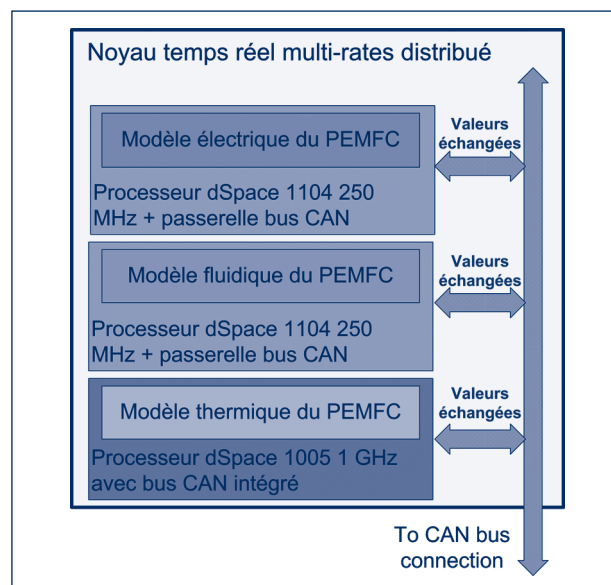 Noyau temps réel multi-rates distribué
Modèle électrique du PEMFC
Processeur dSpace 1104 250
MHz + passerelle bus CAN
Valeurs
échangées
Modèle fluidique du PEMFC
Processeur dSpace 1104 250
MHz + passerelle bus CAN
Valeurs
échangées
Modèle thermique du PEMFC
Processeur dSpace 1005 1 GHz
avec bus CAN intégré
Valeurs
échangées
To CAN bus
connection